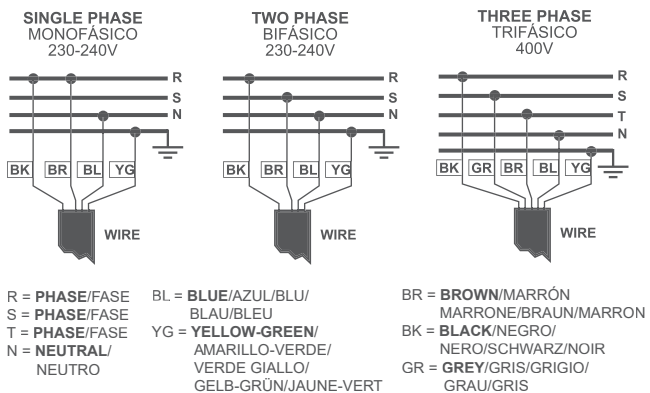 SINGLE PHASE
MONOFÁSICO
230-240V
R
S
N
BK BR BL YG
WIRE
TWO PHASE
BIFÁSICO
230-240V
R
S
N
BK BR BL YG
WIRE
THREE PHASE
TRIFÁSICO
400V
R
S
T
N
BK GR BR BL YG
WIRE
R = PHASE/FASE
S = PHASE/FASE
T = PHASE/FASE
N = NEUTRAL/
NEUTRO
BL = BLUE/AZUL/BLU/
BLAU/BLEU
YG = YELLOW-GREEN/
AMARILLO-VERDE/
VERDE GIALLO/
GELB-GRÜN/JAUNE-VERT
BR = BROWN/MARRÓN
MARRONE/BRAUN/MARRON
BK = BLACK/NEGRO/
NERO/SCHWARZ/NOIR
GR = GREY/GRIS/GRIGIO/
GRAU/GRIS